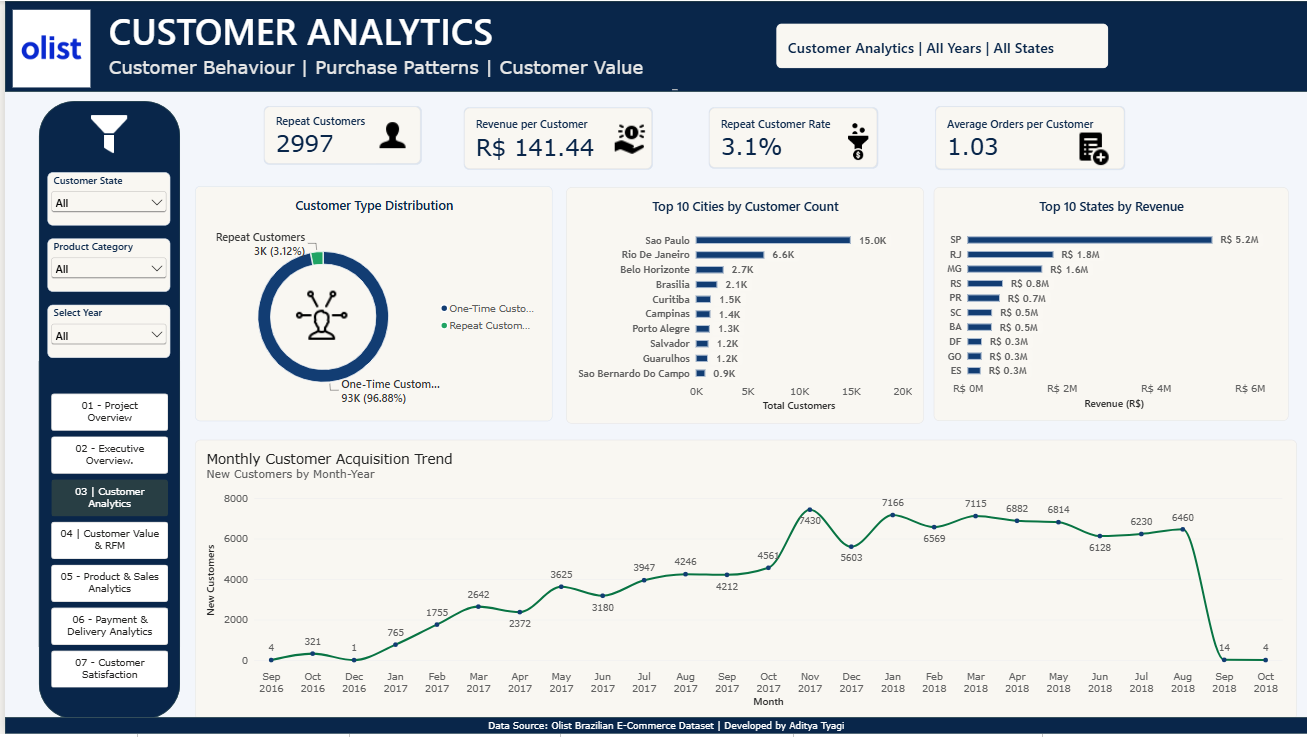 olist
CUSTOMER ANALYTICS
Customer Behaviour | Purchase Patterns | Customer Value
Customer Analytics | All Years | All States
Customer State
All
Product Category
All
Select Year
All
01 - Project
Overview
02 - Executive
Overview.
03 | Customer
Analytics
04 | Customer Value
& RFM
05 - Product & Sales
Analytics
06 - Payment &
Delivery Analytics
07 - Customer
Satisfaction
Repeat Customers
2997
Revenue per Customer
R$ 141.44
Repeat Customer Rate
3.1%
Average Orders per Customer
1.03
Customer Type Distribution
Repeat Customers
3K (3.12%)
One-Time Custo...
Repeat Custom...
One-Time Custom...
93K (96.88%)
Top 10 Cities by Customer Count
Sao Paulo 15.0K
Rio De Janeiro 6.6K
Belo Horizonte 2.7K
Brasilia 2.1K
Curitiba 1.5K
Campinas 1.4K
Porto Alegre 1.3K
Salvador 1.2K
Guarulhos 1.2K
Sao Bernardo Do Campo 0.9K
0K 5K 10K 15K 20K
Total Customers
Top 10 States by Revenue
SP R$ 5.2M
RJ R$ 1.8M
MG R$ 1.6M
RS R$ 0.8M
PR R$ 0.7M
SC R$ 0.5M
BA R$ 0.5M
DF R$ 0.3M
GO R$ 0.3M
ES R$ 0.3M
R$ 0M R$ 2M R$ 4M R$ 6M
Revenue (R$)
Monthly Customer Acquisition Trend
New Customers by Month-Year
New Customers
8000
6000
4000
2000
0
4 321 1 765 1755 2642 2372 3625 3180 3947 4246 4212 4561 7430 5603 7166 6569 7115 6882 6814 6128 6230 6460 14 4
Sep Oct Dec Jan Feb Mar Apr May Jun Jul Aug Sep Oct Nov Dec Jan Feb Mar Apr May Jun Jul Aug Sep Oct
2016 2016 2016 2017 2017 2017 2017 2017 2017 2017 2017 2017 2017 2017 2017 2018 2018 2018 2018 2018 2018 2018 2018 2018 2018
Month
Data Source: Olist Brazilian E-Commerce Dataset | Developed by Aditya Tyagi